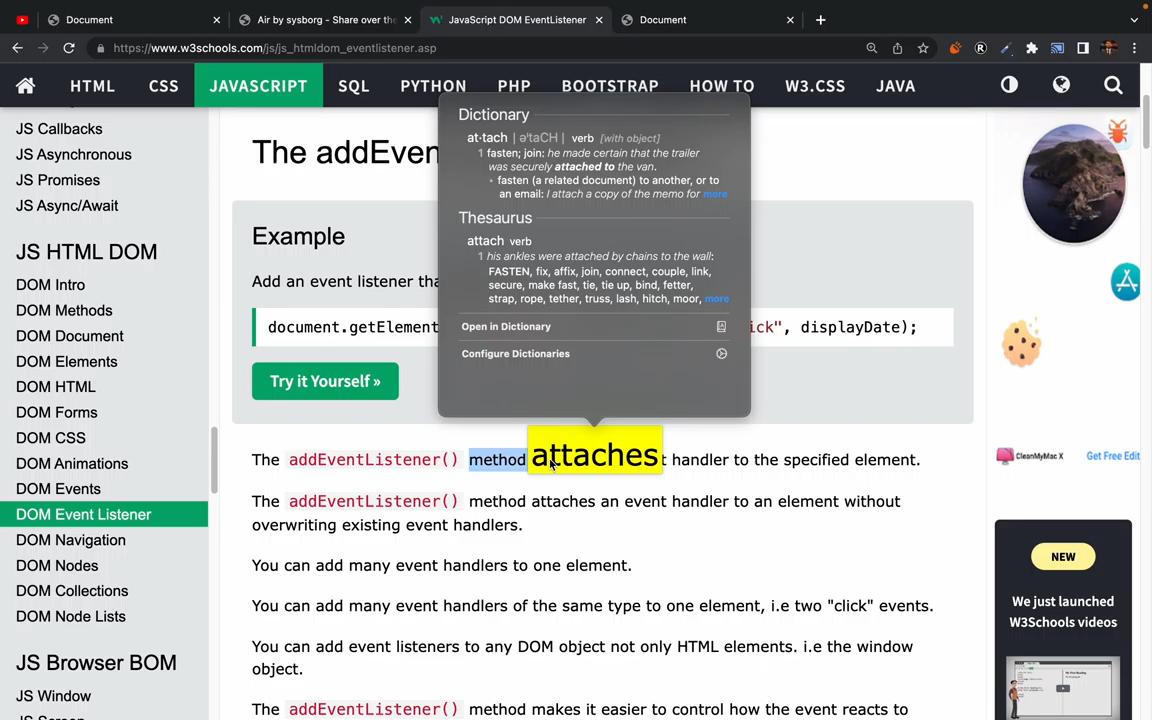 Document
Air by sysborg - Share over the
JavaScript DOM EventListener
Document
https://www.w3schools.com/js/js_htmldom_eventlistener.asp
HTML
CSS
JAVASCRIPT
SQL
PYTHON
PHP
BOOTSTRAP
HOW TO
W3.CSS
JAVA
JS Callbacks
JS Asynchronous
JS Promises
JS Async/Await
JS HTML DOM
DOM Intro
DOM Methods
DOM Document
DOM Elements
DOM HTML
DOM Forms
DOM CSS
DOM Animations
DOM Events
DOM Event Listener
DOM Navigation
DOM Nodes
DOM Collections
DOM Node Lists
JS Browser BOM
JS Window
The addEven
Example
Add an event listener tha
document.getElement
ick", displayDate);
Try it Yourself »
Dictionary
at·tach | əˈtaCH | verb [with object]
1 fasten; join: he made certain that the trailer
was securely attached to the van.
• fasten (a related document) to another, or to
an email: I attach a copy of the memo for more
Thesaurus
attach verb
1 his ankles were attached by chains to the wall:
FASTEN, fix, affix, join, connect, couple, link,
secure, make fast, tie, tie up, bind, fetter,
strap, rope, tether, truss, lash, hitch, moor, more
Open in Dictionary
Configure Dictionaries
The addEventListener() method attaches t handler to the specified element.
The addEventListener() method attaches an event handler to an element without
overwriting existing event handlers.
You can add many event handlers to one element.
You can add many event handlers of the same type to one element, i.e two "click" events.
You can add event listeners to any DOM object not only HTML elements. i.e the window
object.
The addEventListener() method makes it easier to control how the event reacts to
CleanMyMac X
Get Free Edit
NEW
We just launched
W3Schools videos